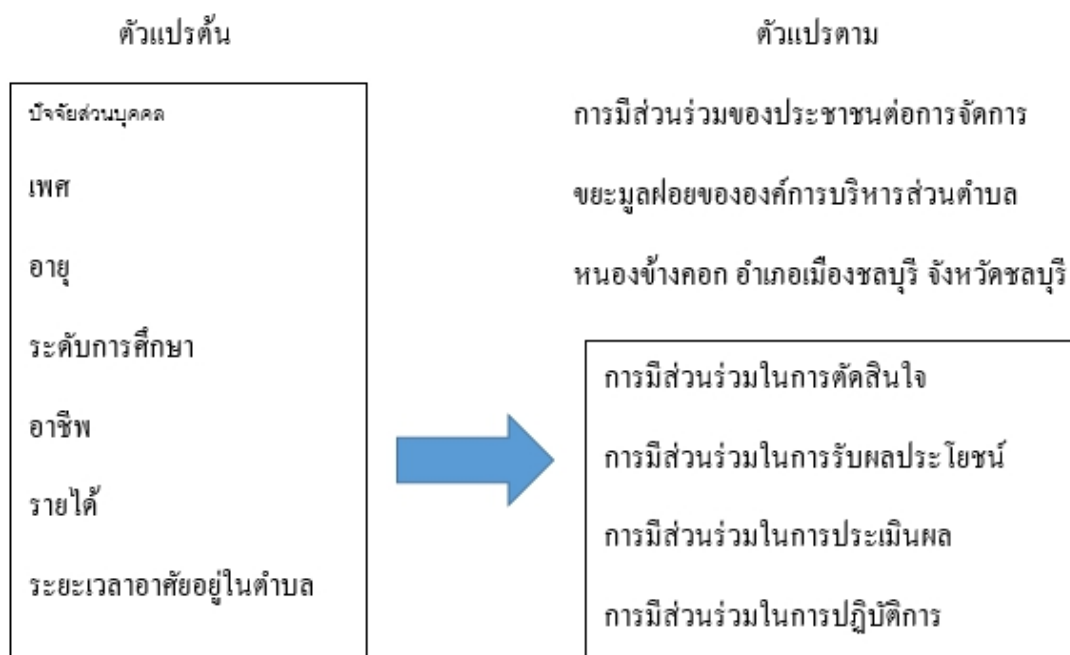 ตัวแปรต้น
ปัจจัยส่วนบุคคล
เพศ
อายุ
ระดับการศึกษา
อาชีพ
รายได้
ระยะเวลาอาศัยอยู่ในตำบล
ตัวแปรตาม
การมีส่วนร่วมของประชาชนต่อการจัดการ
ขยะมูลฝอยขององค์การบริหารส่วนตำบล
หนองข้างคอก อำเภอเมืองชลบุรี จังหวัดชลบุรี
การมีส่วนร่วมในการตัดสินใจ
การมีส่วนร่วมในการรับผลประโยชน์
การมีส่วนร่วมในการประเมินผล
การมีส่วนร่วมในการปฏิบัติการ